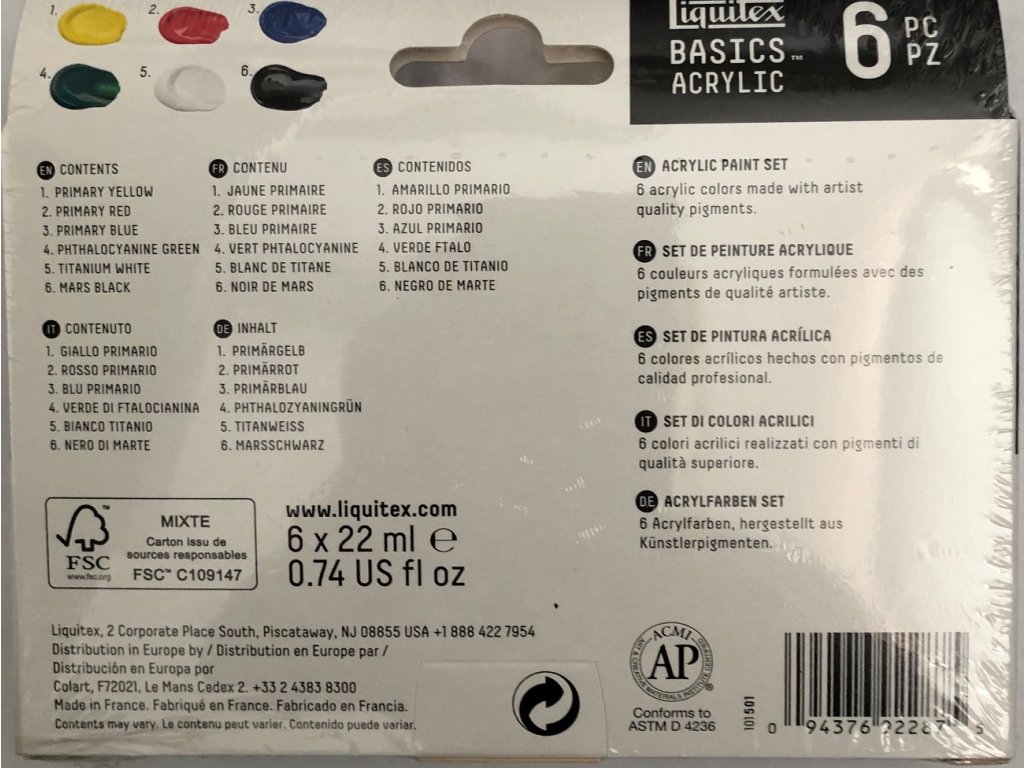 1.
2.
3.
4.
5.
6.
Liquitex
BASICS™
ACRYLIC
6 PC
PZ
EN CONTENTS
1. PRIMARY YELLOW
2. PRIMARY RED
3. PRIMARY BLUE
4. PHTHALOCYANINE GREEN
5. TITANIUM WHITE
6. MARS BLACK
FR CONTENU
1. JAUNE PRIMAIRE
2. ROUGE PRIMAIRE
3. BLEU PRIMAIRE
4. VERT PHTALOCYANINE
5. BLANC DE TITANE
6. NOIR DE MARS
ES CONTENIDOS
1. AMARILLO PRIMARIO
2. ROJO PRIMARIO
3. AZUL PRIMARIO
4. VERDE FTALO
5. BLANCO DE TITANIO
6. NEGRO DE MARTE
IT CONTENUTO
1. GIALLO PRIMARIO
2. ROSSO PRIMARIO
3. BLU PRIMARIO
4. VERDE DI FTALOCIANINA
5. BIANCO TITANIO
6. NERO DI MARTE
DE INHALT
1. PRIMÄRGELB
2. PRIMÄRROT
3. PRIMÄRBLAU
4. PHTHALOZYANINGRÜN
5. TITANWEISS
6. MARSSCHWARZ
EN ACRYLIC PAINT SET
6 acrylic colors made with artist
quality pigments.
FR SET DE PEINTURE ACRYLIQUE
6 couleurs acryliques formulées avec des
pigments de qualité artiste.
ES SET DE PINTURA ACRÍLICA
6 colores acrílicos hechos con pigmentos de
calidad profesional.
IT SET DI COLORI ACRILICI
6 colori acrilici realizzati con pigmenti di
qualità superiore.
DE ACRYLFARBEN SET
6 Acrylfarben, hergestellt aus
Künstlerpigmenten.
FSC
www.fsc.org
MIXTE
Carton issu de
sources responsables
FSC™ C109147
www.liquitex.com
6 x 22 ml e
0.74 US fl oz
Liquitex, 2 Corporate Place South, Piscataway, NJ 08855 USA +1 888 422 7954
Distribution in Europe by / Distribution en Europe par /
Distribución en Europa por
Colart, F72021, Le Mans Cedex 2. +33 2 4383 8300
Made in France. Fabriqué en France. Fabricado en Francia.
Contents may vary. Le contenu peut varier. Contenido puede variar.
ACMI
AP
ART & CREATIVE MATERIALS INSTITUTE CERTIFIED
®
Conforms to
ASTM D 4236
101501
0 94376 92287 5